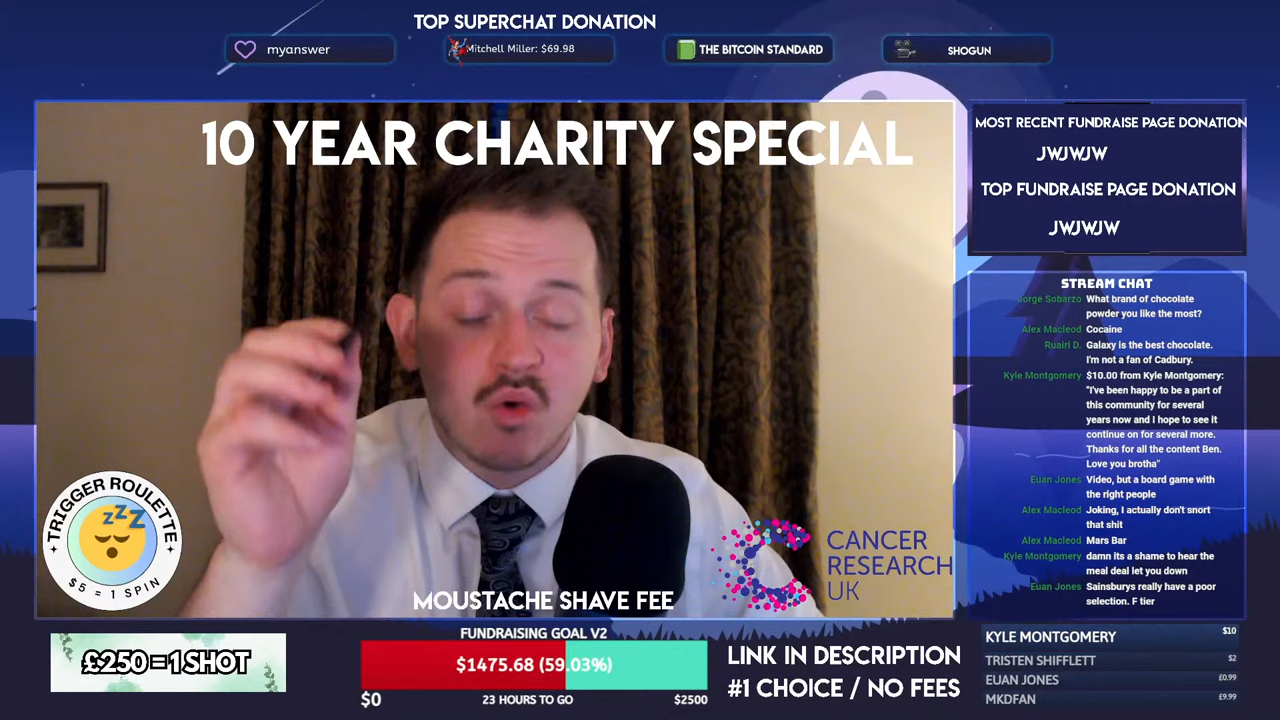 TOP SUPERCHAT DONATION
myanswer
Mitchell Miller: $69.98
THE BITCOIN STANDARD
SHOGUN
10 YEAR CHARITY SPECIAL
MOST RECENT FUNDRAISE PAGE DONATION
JWJWJW
TOP FUNDRAISE PAGE DONATION
JWJWJW
STREAM CHAT
Jorge Sobarzo What brand of chocolate
powder you like the most?
Alex Macleod Cocaine
Ruairi D. Galaxy is the best chocolate.
I'm not a fan of Cadbury.
Kyle Montgomery $10.00 from Kyle Montgomery:
"I've been happy to be a part
of this community for several
years now and I hope to see it
continue on for several more.
Thanks for all the content Ben.
Love you brotha"
Euan Jones Video, but a board game with
the right people
Alex Macleod Joking, I actually don't snort
that shit
Alex Macleod Mars Bar
Kyle Montgomery damn its a shame to hear the
meal deal let you down
Euan Jones Sainsburys really have a poor
selection. F tier
TRIGGER ROULETTE
zzZ
$5 = 1 SPIN
CANCER
RESEARCH
UK
MOUSTACHE SHAVE FEE
£250 = 1 SHOT
FUNDRAISING GOAL V2
$1475.68 (59.03%)
$0
23 HOURS TO GO
$2500
LINK IN DESCRIPTION
#1 CHOICE / NO FEES
KYLE MONTGOMERY $10
TRISTEN SHIFFLETT $2
EUAN JONES £0.99
MKDFAN £9.99